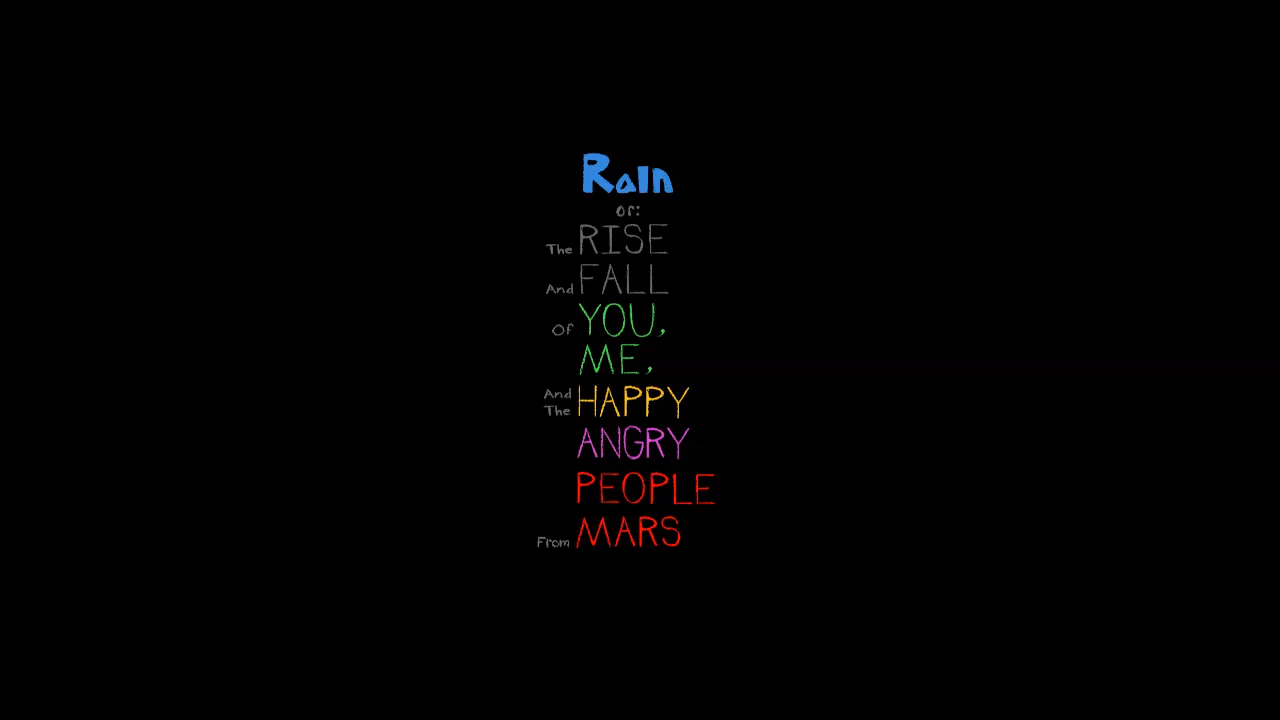 Rain
or:
The RISE
And FALL
Of YOU,
ME,
And The HAPPY
ANGRY
PEOPLE
From MARS